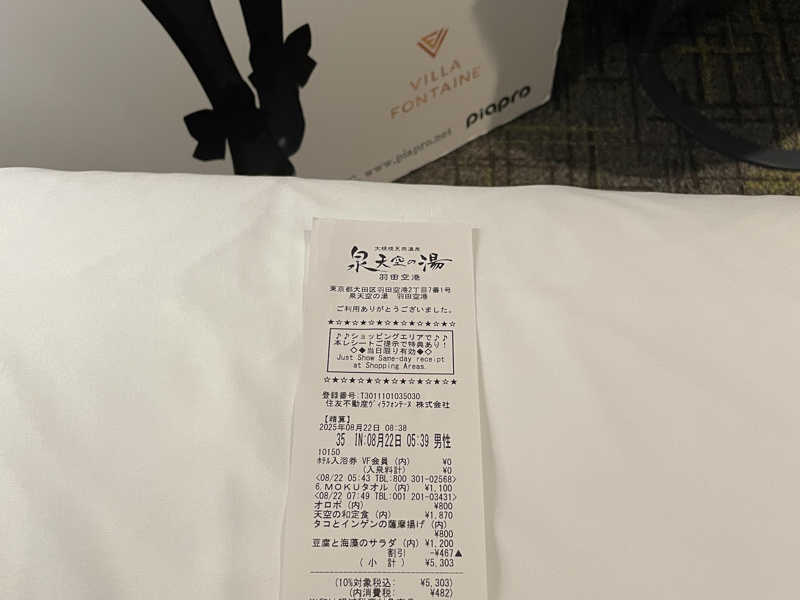 VILLA
FONTAINE
piapro
www.piapro.net
大規模天然温泉
泉天空の湯
羽田空港
東京都大田区羽田空港2丁目7番1号
泉天空の湯 羽田空港
ご利用ありがとうございました。
★☆★☆★☆★☆★☆★☆★☆★☆★☆★☆★☆
♪♪ショッピングエリアで♪♪
本レシートご提示で特典あり!
◇◆当日限り有効◆◇
Just Show Same-day receipt
at Shopping Areas.
☆★☆★☆★☆★☆★☆★☆★☆★☆★☆★☆★
登録番号:T3011101035030
住友不動産ヴィラフォンテーヌ 株式会社
【精算】
2025年08月22日 08:38
35 IN:08月22日 05:39 男性
10150
ホテル入浴券 VF会員 (内) ¥0
(入泉料計) ¥0
<08/22 05:43 TBL:800 301-02568>
6.MOKUタオル (内) ¥1,100
<08/22 07:49 TBL:001 201-03431>
オロポ (内) ¥800
天空の和定食 (内) ¥1,870
タコとインゲンの薩摩揚げ (内)
¥800
豆腐と海藻のサラダ (内) ¥1,200
割引 -¥467▲
(小 計) ¥5,303
(10%対象税込: ¥5,303)
(内消費税: ¥482)